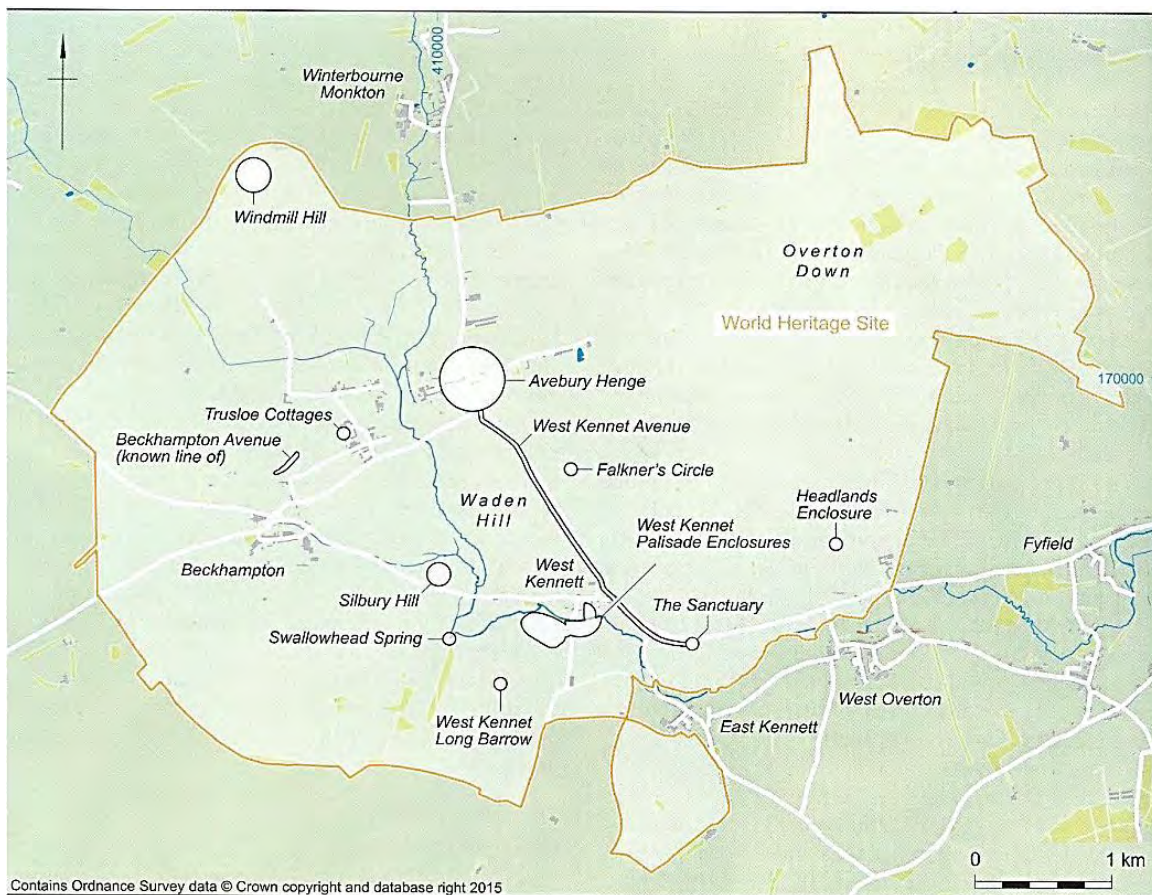 410000
Winterbourne
Monkton
Windmill Hill
Overton
Down
World Heritage Site
170000
Avebury Henge
Trusloe Cottages
West Kennet Avenue
Beckhampton Avenue
(known line of)
Falkner's Circle
Waden
Hill
Headlands
Enclosure
West Kennet
Palisade Enclosures
Fyfield
Beckhampton
West
Kennett
Silbury Hill
The Sanctuary
Swallowhead Spring
West Overton
West Kennet
Long Barrow
East Kennett
0 1 km
Contains Ordnance Survey data © Crown copyright and database right 2015